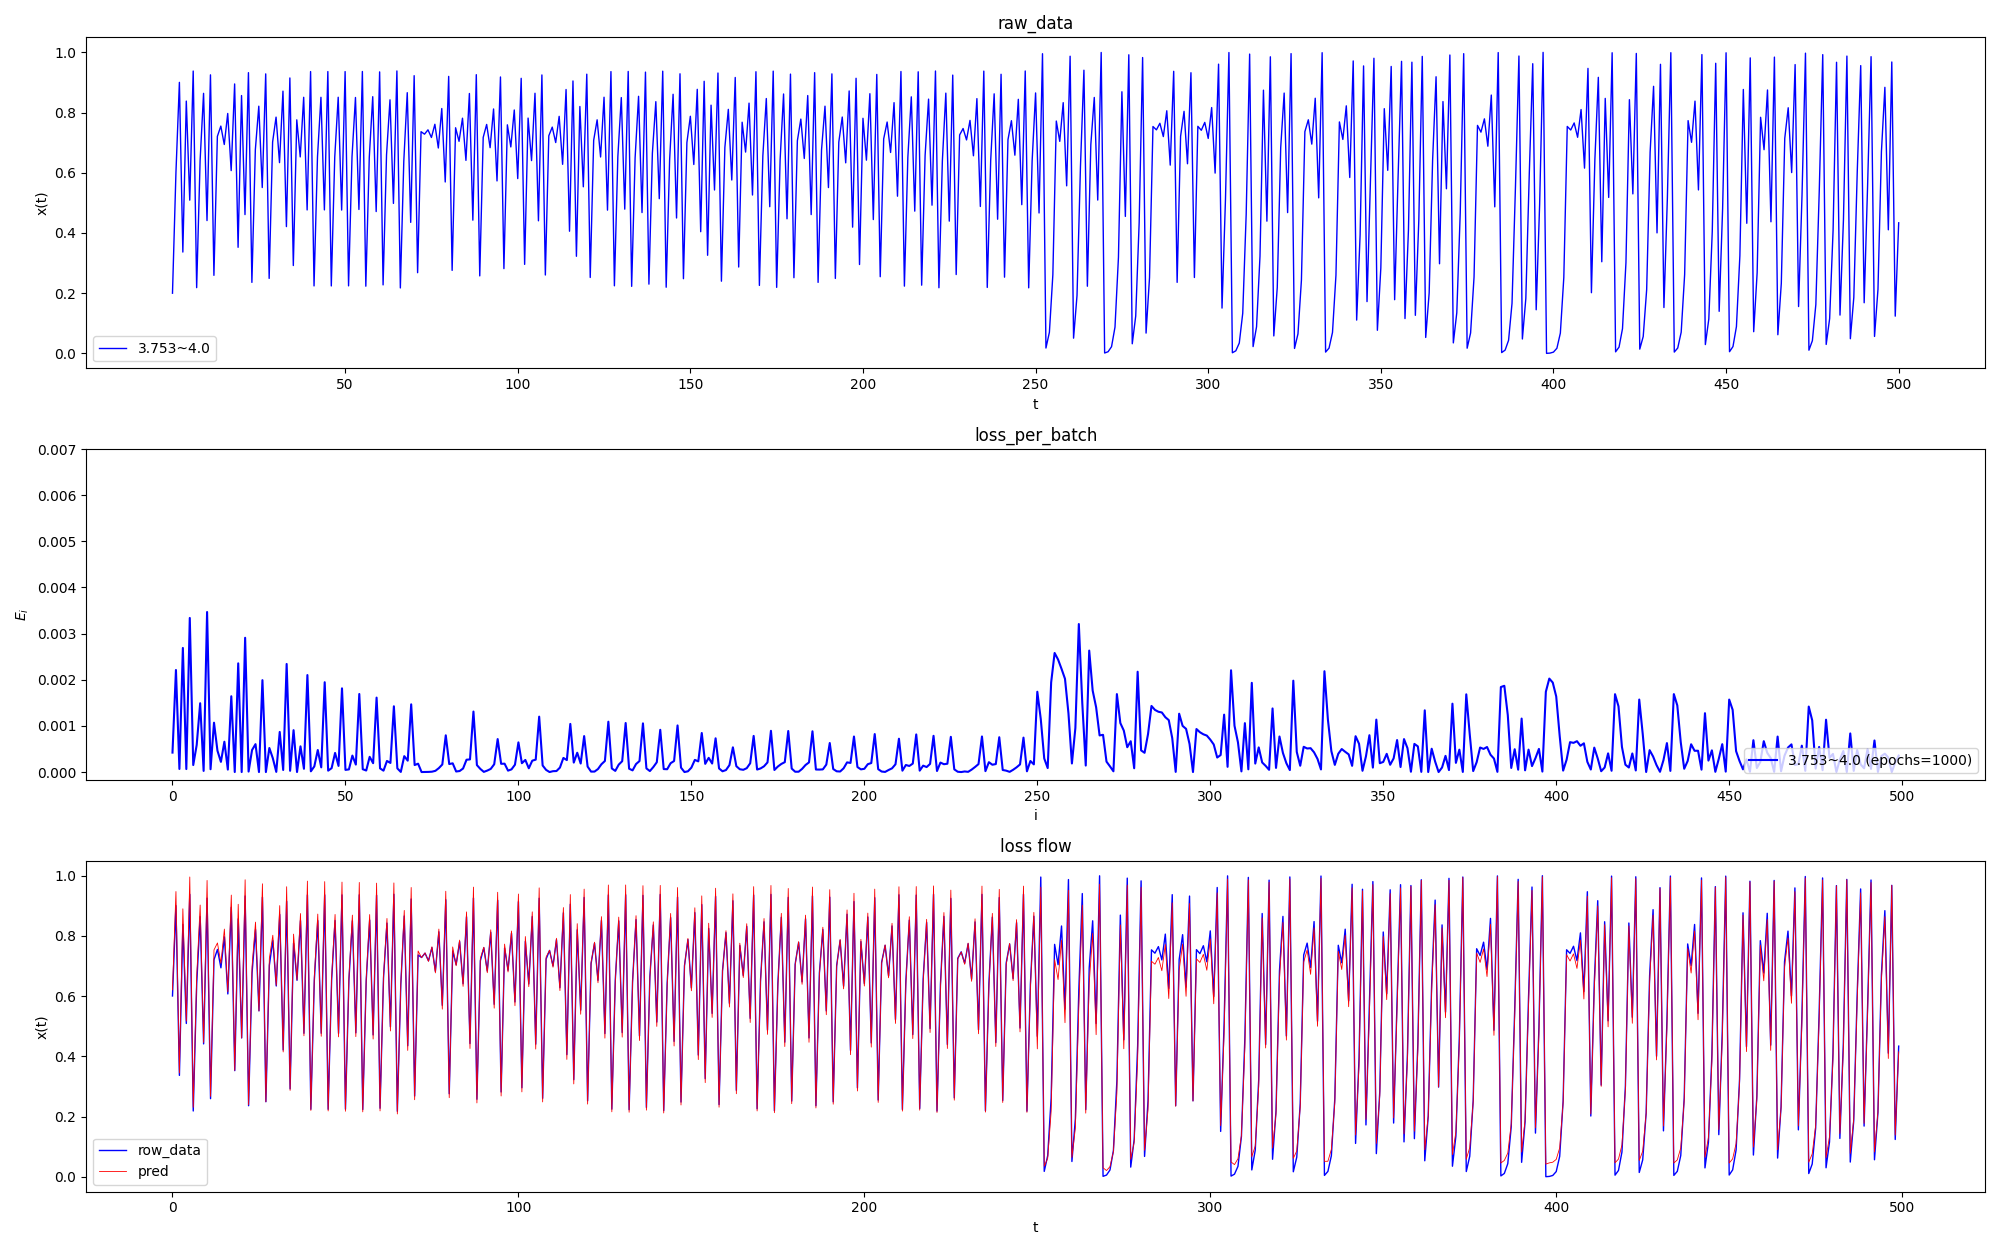 raw_data
1.0
0.8
0.6
0.4
0.2
0.0
x(t)
3.753~4.0
50 100 150 200 250 300 350 400 450 500
t
loss_per_batch
0.007
0.006
0.005
0.004
0.003
0.002
0.001
0.000
E_i
3.753~4.0 (epochs=1000)
0 50 100 150 200 250 300 350 400 450 500
i
loss flow
1.0
0.8
0.6
0.4
0.2
0.0
x(t)
row_data
pred
0 100 200 300 400 500
t